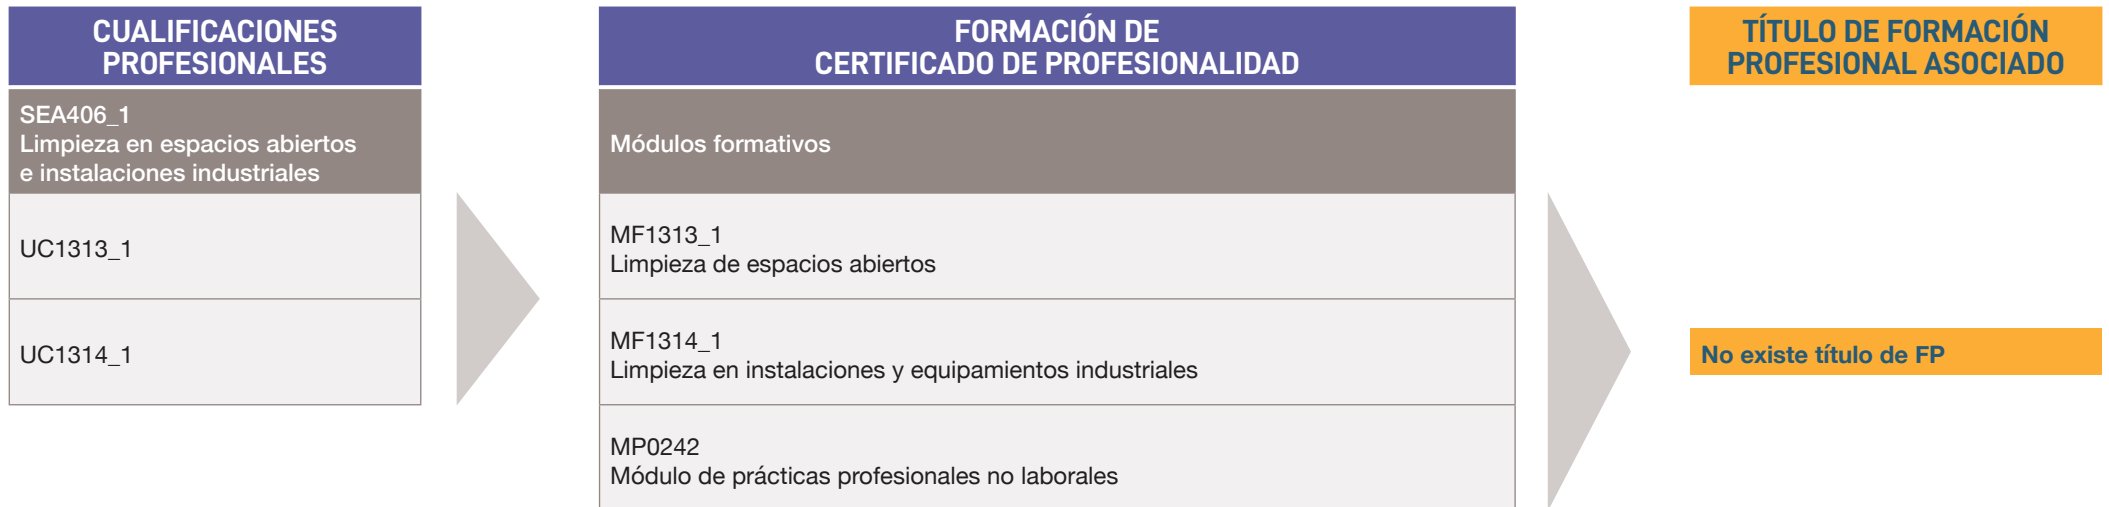 CUALIFICACIONES
PROFESIONALES
SEA406_1
Limpieza en espacios abiertos
e instalaciones industriales
UC1313_1
UC1314_1
FORMACIÓN DE
CERTIFICADO DE PROFESIONALIDAD
Módulos formativos
MF1313_1
Limpieza de espacios abiertos
MF1314_1
Limpieza en instalaciones y equipamientos industriales
MP0242
Módulo de prácticas profesionales no laborales
TÍTULO DE FORMACIÓN
PROFESIONAL ASOCIADO
No existe título de FP